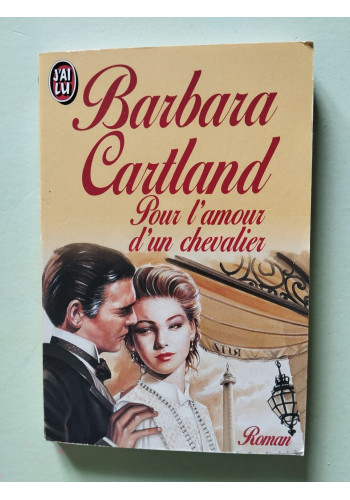 J'AI
LU
Barbara
Cartland
Pour l'amour
d'un chevalier
Roman